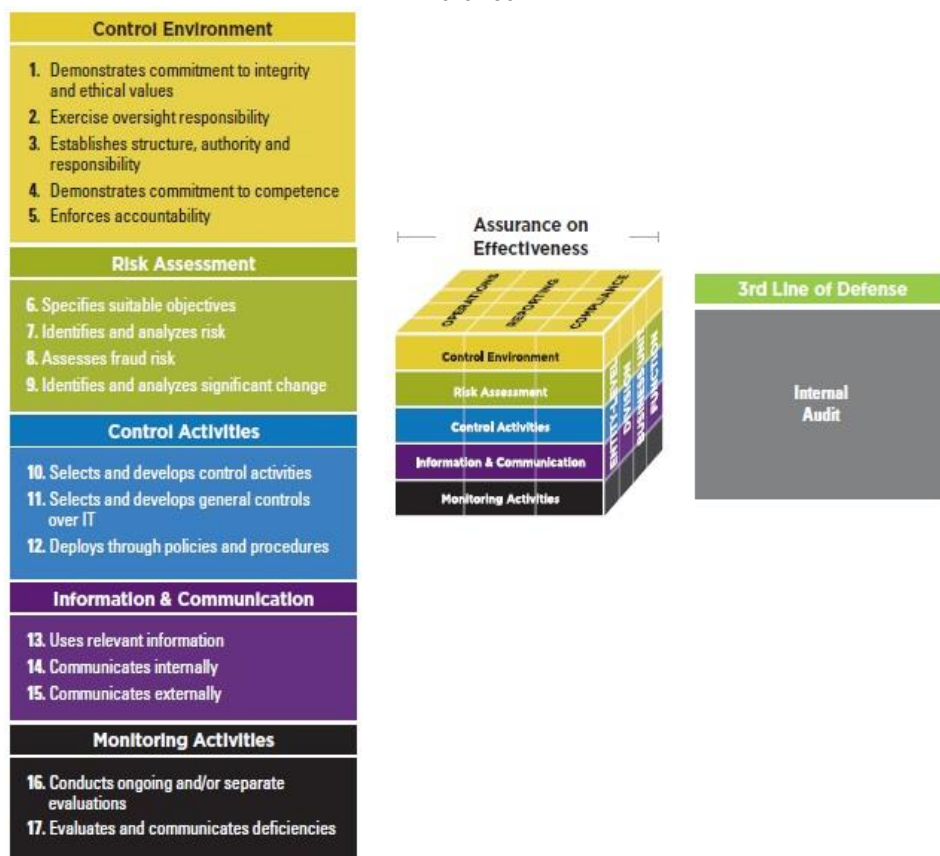 Control Environment
1. Demonstrates commitment to integrity
and ethical values
2. Exercise oversight responsibility
3. Establishes structure, authority and
responsibility
4. Demonstrates commitment to competence
5. Enforces accountability
Risk Assessment
6. Specifies suitable objectives
7. Identifies and analyzes risk
8. Assesses fraud risk
9. Identifies and analyzes significant change
Control Activities
10. Selects and develops control activities
11. Selects and develops general controls
over IT
12. Deploys through policies and procedures
Information & Communication
13. Uses relevant information
14. Communicates internally
15. Communicates externally
Monitoring Activities
16. Conducts ongoing and/or separate
evaluations
17. Evaluates and communicates deficiencies
Assurance on
Effectiveness
OPERATIONS
REPORTING
COMPLIANCE
Control Environment
Risk Assessment
Control Activities
Information & Communication
Monitoring Activities
ENTITY-LEVEL
DIVISION
BUSINESS UNIT
FUNCTION
3rd Line of Defense
Internal
Audit